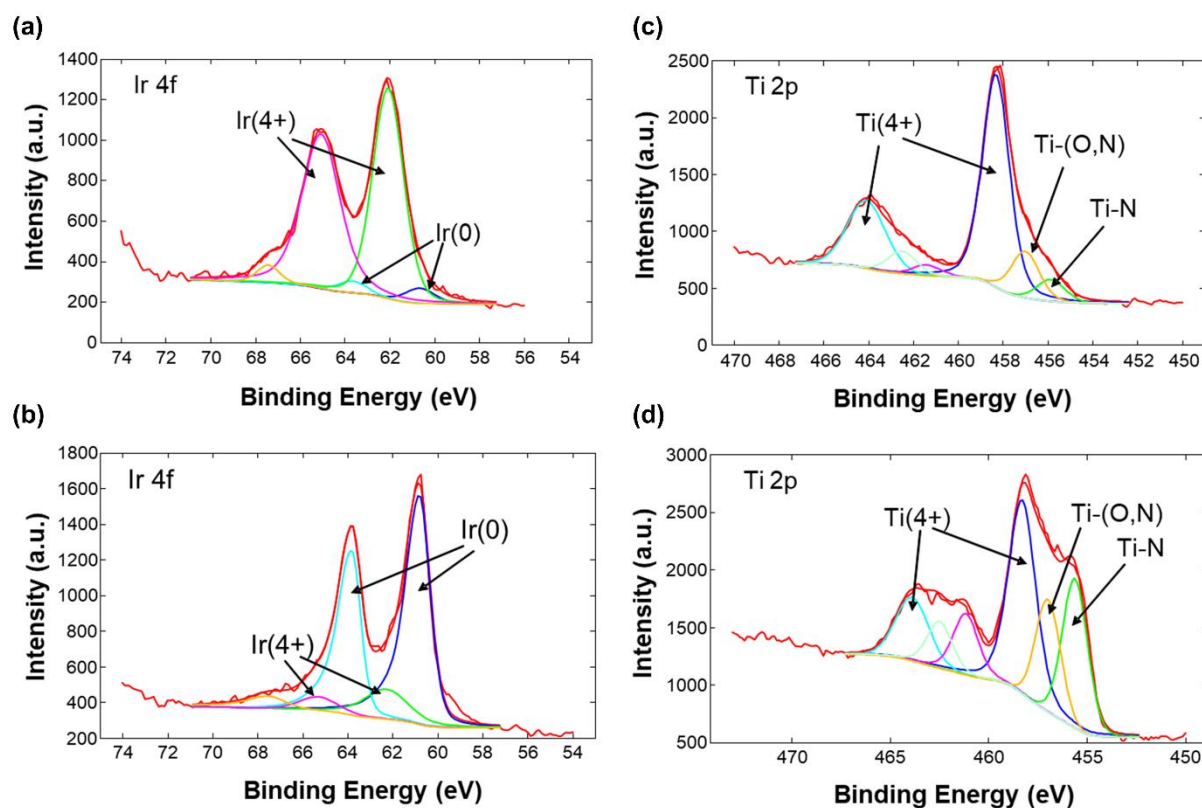 (a)
Ir 4f
Ir(4+)
Ir(0)
1400
1200
1000
800
600
400
200
0
Intensity (a.u.)
74 72 70 68 66 64 62 60 58 56 54
Binding Energy (eV)
(c)
Ti 2p
Ti(4+)
Ti-(O,N)
Ti-N
2500
2000
1500
1000
500
0
Intensity (a.u.)
470 468 466 464 462 460 458 456 454 452 450
Binding Energy (eV)
(b)
Ir 4f
Ir(0)
Ir(4+)
1800
1600
1400
1200
1000
800
600
400
200
Intensity (a.u.)
74 72 70 68 66 64 62 60 58 56 54
Binding Energy (eV)
(d)
Ti 2p
Ti(4+)
Ti-(O,N)
Ti-N
3000
2500
2000
1500
1000
500
Intensity (a.u.)
470 465 460 455 450
Binding Energy (eV)